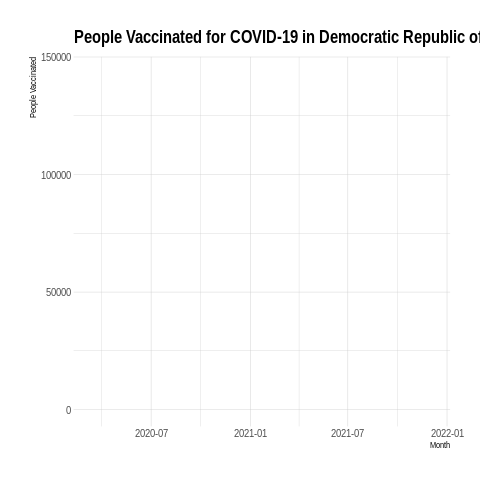 People Vaccinated for COVID-19 in Democratic Republic of
People Vaccinated
150000
100000
50000
0
2020-07 2021-01 2021-07 2022-01
Month